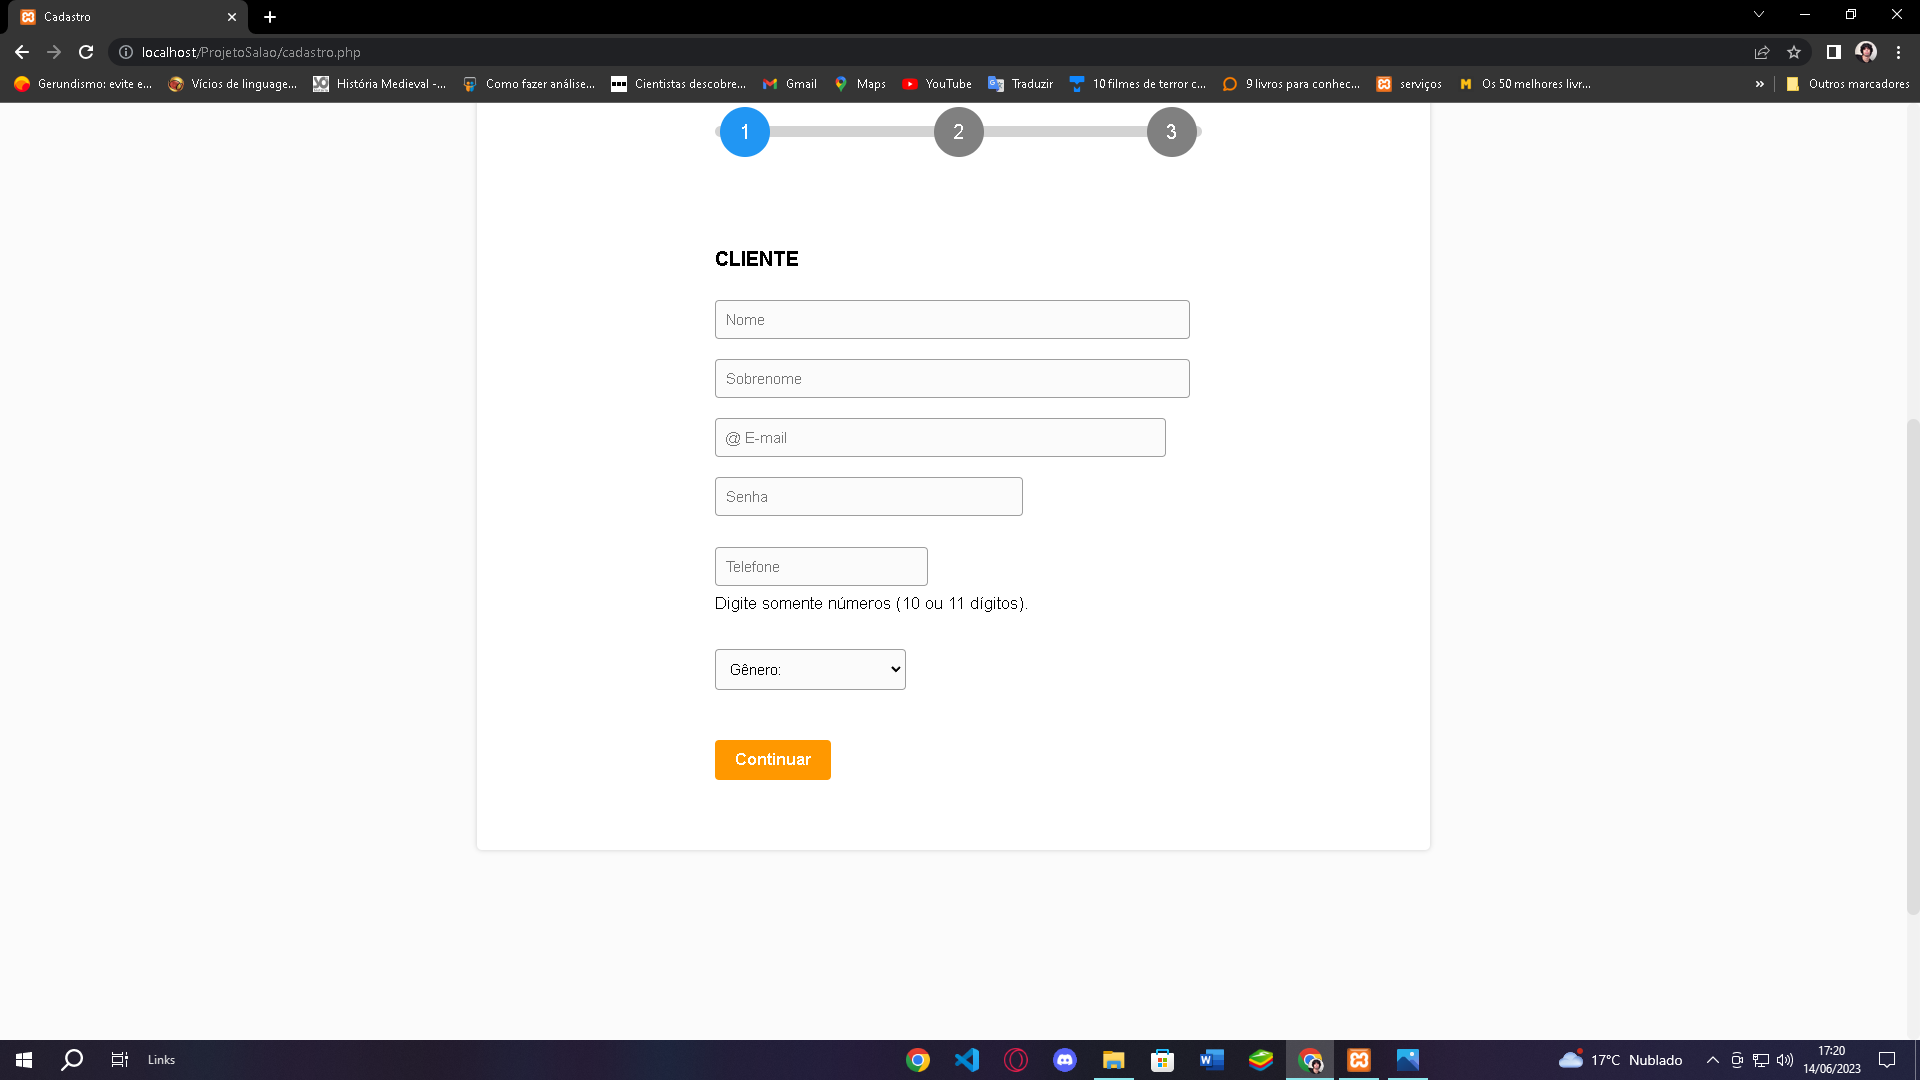 Cadastro
localhost/ProjetoSalao/cadastro.php
Gerundismo: evite e... Vícios de linguage... História Medieval -... Como fazer análise... Cientistas descobre... Gmail Maps YouTube Traduzir 10 filmes de terror c... 9 livros para conhec... serviços Os 50 melhores livr... » Outros marcadores
1 2 3
CLIENTE
Nome
Sobrenome
@ E-mail
Senha
Telefone
Digite somente números (10 ou 11 dígitos).
Gênero:
Continuar
Links
17°C Nublado
17:20
14/06/2023